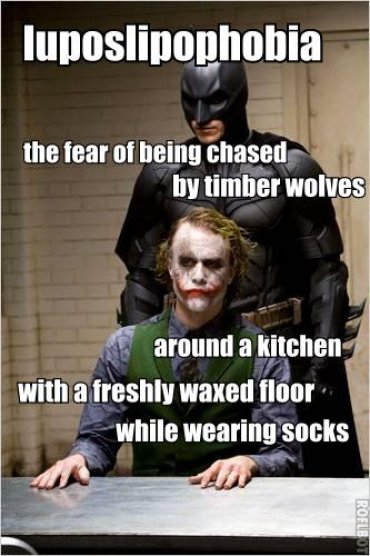 luposlipophobia
the fear of being chased
by timber wolves
around a kitchen
with a freshly waxed floor
while wearing socks
ROFLBOT